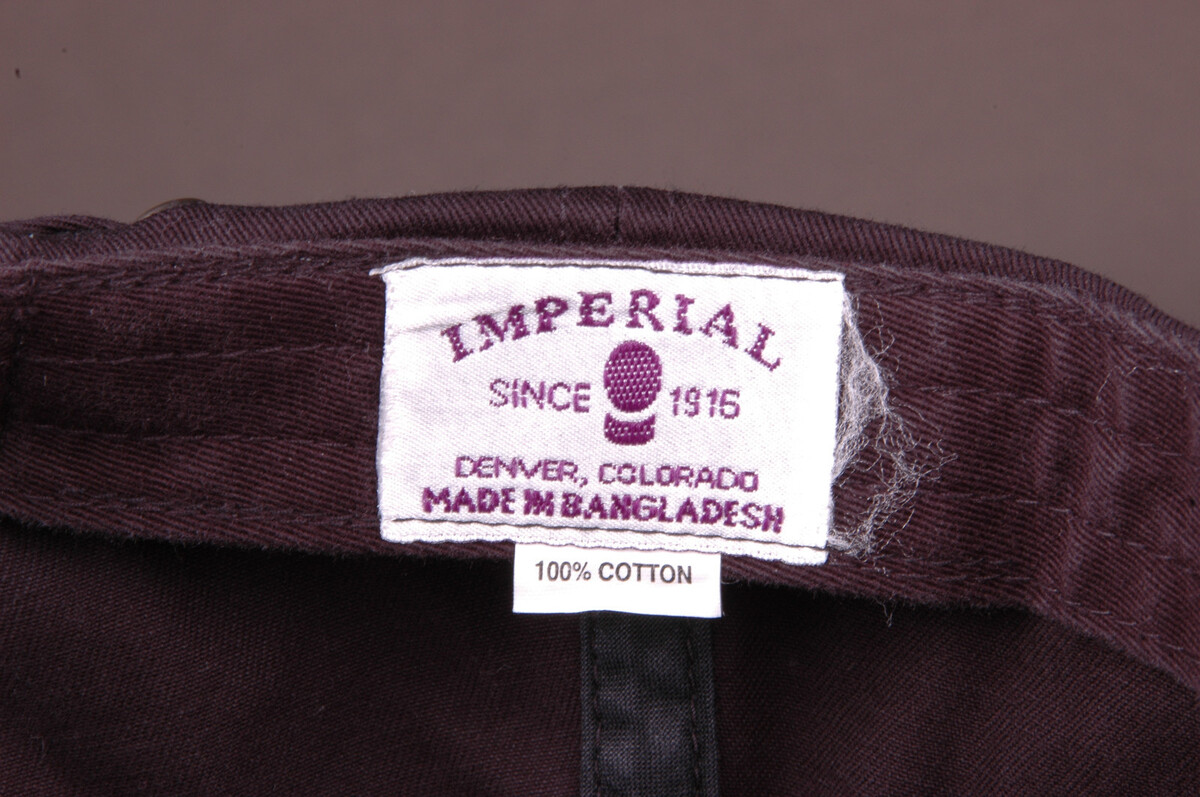 IMPERIAL
SINCE 1916
DENVER, COLORADO
MADE IN BANGLADESH
100% COTTON